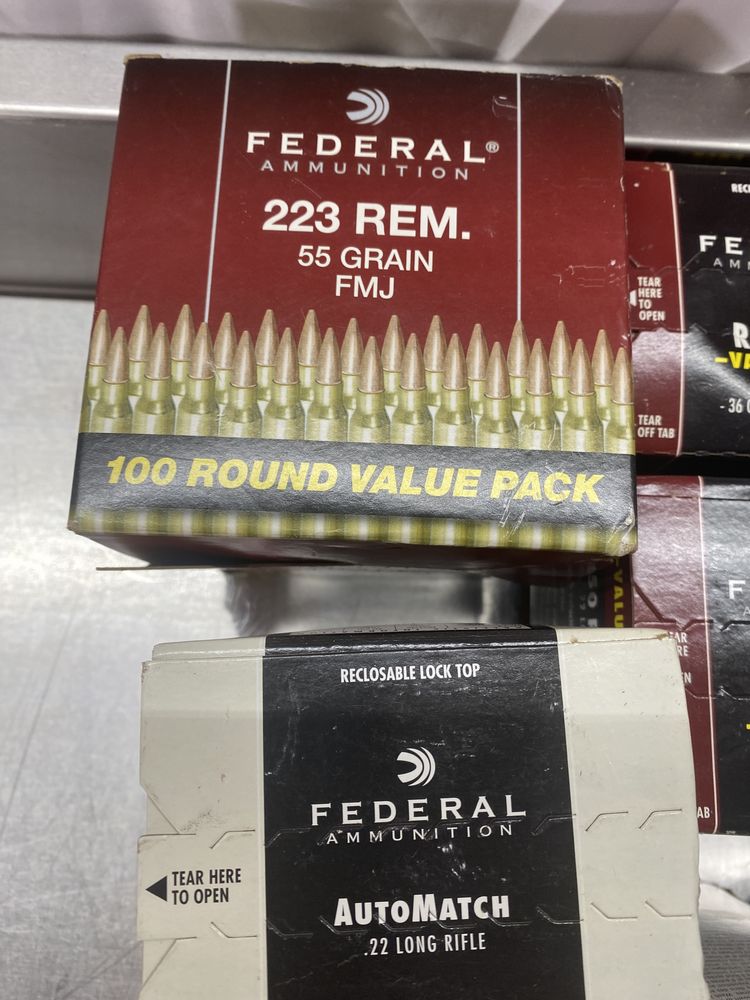 FEDERAL®
AMMUNITION
223 REM.
55 GRAIN
FMJ
100 ROUND VALUE PACK
TEAR
HERE
TO
OPEN
TEAR
OFF TAB
RECLOSABLE LOCK TOP
FEDERAL
AMMUNITION
AUTOMATCH
.22 LONG RIFLE
TEAR HERE
TO OPEN